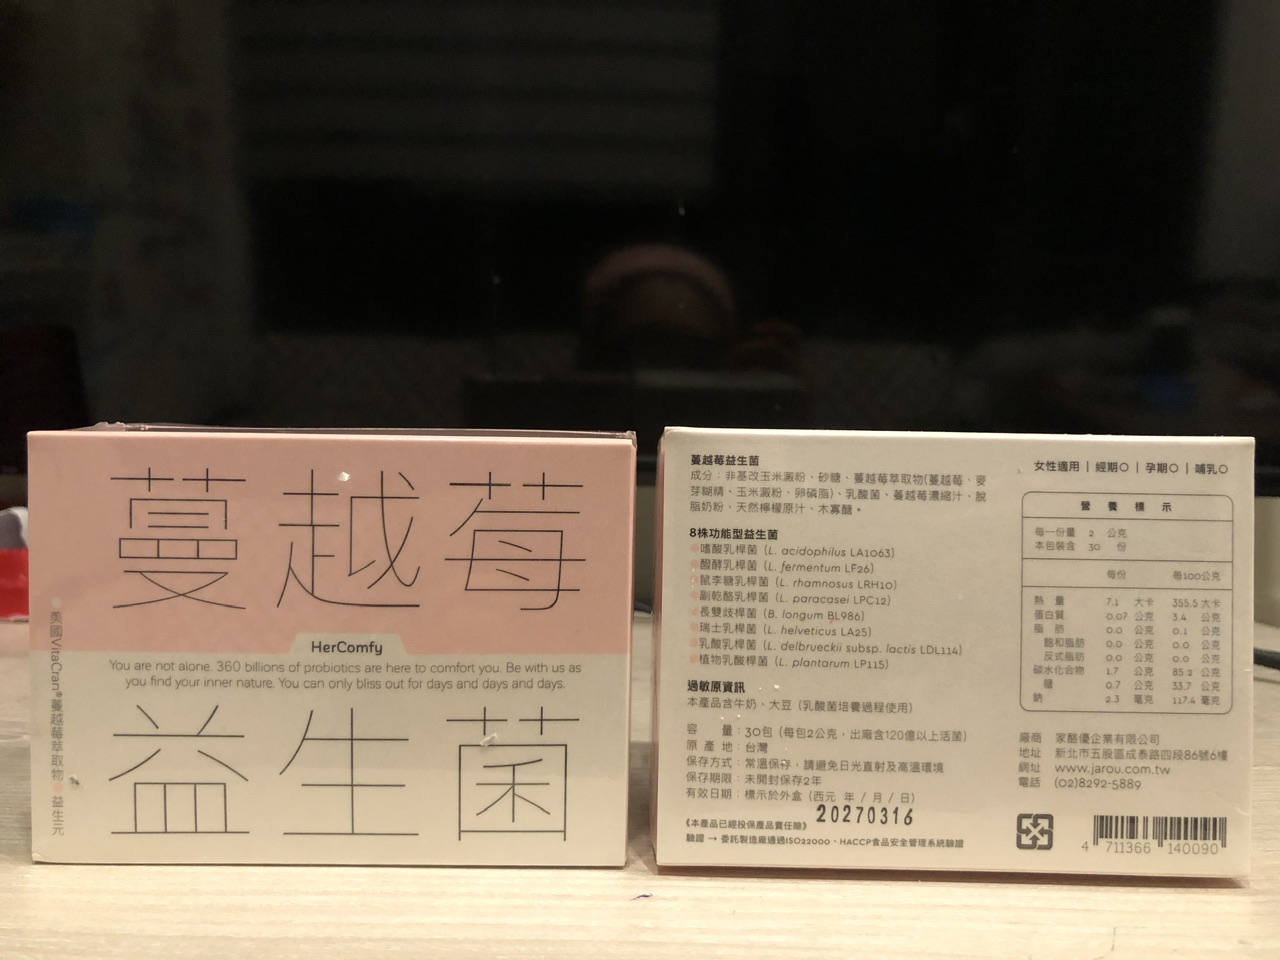 蔓越莓
HerComfy
You are not alone. 360 billions of probiotics are here to comfort you. Be with us as
you find your inner nature. You can only bliss out for days and days and days.
益生菌
美國VitaCran®蔓越莓萃取物 益生元
蔓越莓益生菌
成分：非基改玉米澱粉、砂糖、蔓越莓萃取物(蔓越莓、麥
芽糊精、玉米澱粉、卵磷脂)、乳酸菌、蔓越莓濃縮汁、脫
脂奶粉、天然檸檬原汁、木寡醣。
8株功能型益生菌
嗜酸乳桿菌（L. acidophilus LA1063)
醱酵乳桿菌（L. fermentum LF26)
鼠李糖乳桿菌（L. rhamnosus LRH10)
副乾酪乳桿菌（L. paracasei LPC12)
長雙歧桿菌（B. longum BL986)
瑞士乳桿菌（L. helveticus LA25)
乳酸乳桿菌（L. delbrueckii subsp. lactis LDL114)
植物乳酸桿菌（L. plantarum LP115)
過敏原資訊
本產品含牛奶、大豆（乳酸菌培養過程使用）
容 量：30包（每包2公克，出廠含120億以上活菌）
原 產 地：台灣
保存方式：常溫保存，請避免日光直射及高溫環境
保存期限：未開封保存2年
有效日期：標示於外盒（西元 年 / 月 / 日）
20270316
《本產品已經投保產品責任險》
驗證 → 委託製造廠通過ISO22000、HACCP食品安全管理系統驗證
女性適用 | 經期O | 孕期O | 哺乳O
營 養 標 示
每一份量 2 公克
本包裝含 30 份
每份 每100公克
熱 量 7.1 大卡 355.5 大卡
蛋白質 0.07 公克 3.4 公克
脂 肪 0.0 公克 0.1 公克
飽和脂肪 0.0 公克 0.0 公克
反式脂肪 0.0 公克 0.0 公克
碳水化合物 1.7 公克 85.2 公克
糖 0.7 公克 33.7 公克
鈉 2.3 毫克 117.4 毫克
廠商 家酪優企業有限公司
地址 新北市五股區成泰路四段86號6樓
網址 www.jarou.com.tw
電話 (02)8292-5889
4 711366 140090